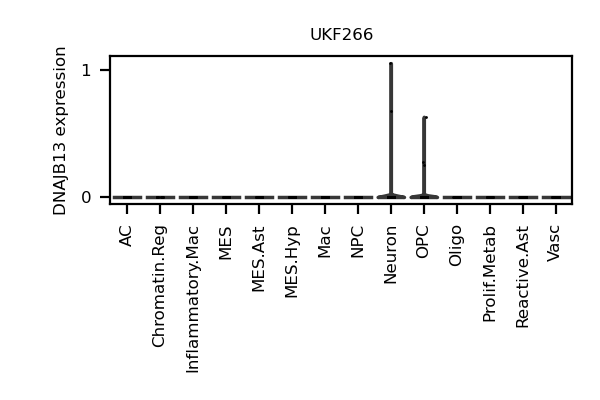 UKF266
DNAJB13 expression
1
0
AC
Chromatin.Reg
Inflammatory.Mac
MES
MES.Ast
MES.Hyp
Mac
NPC
Neuron
OPC
Oligo
Prolif.Metab
Reactive.Ast
Vasc